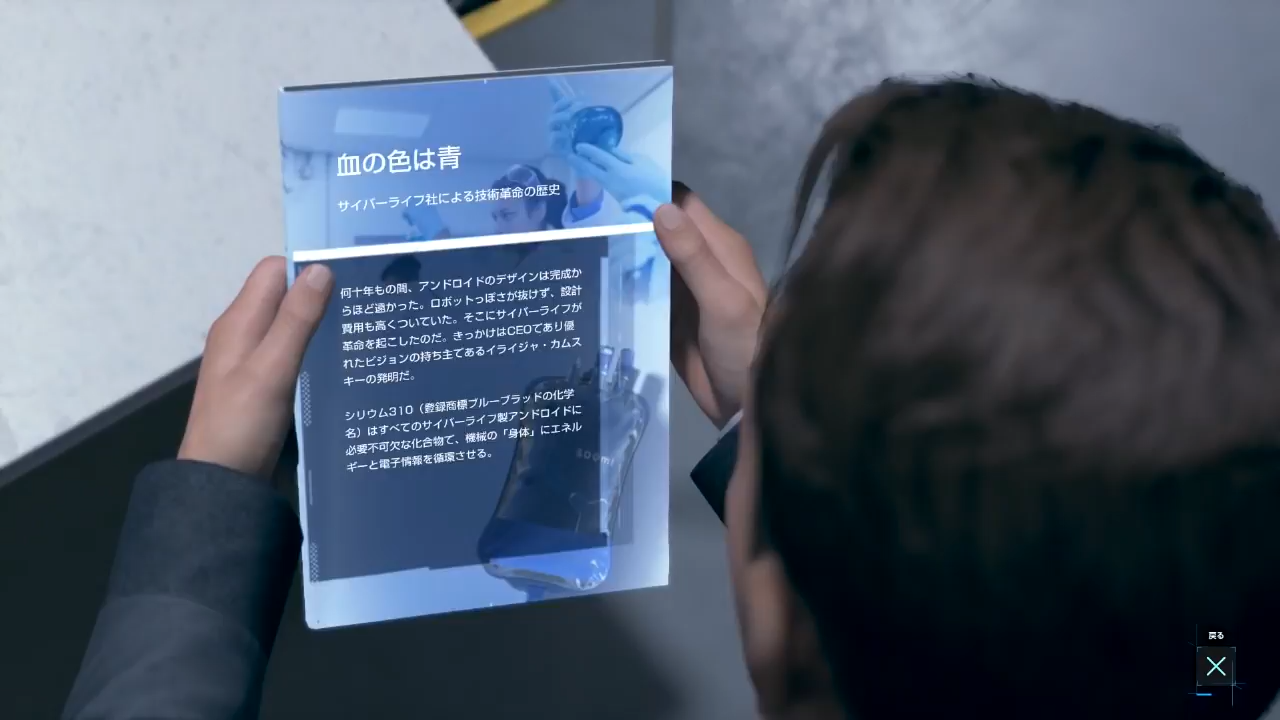 血の色は青
サイバーライフ社による技術革命の歴史
何十年もの間、アンドロイドのデザインは完成か
らほど遠かった。ロボットっぽさが抜けず、設計
費用も高くついていた。そこにサイバーライフが
革命を起こしたのだ。きっかけはCEOであり優
れたビジョンの持ち主であるイライジャ・カムス
キーの発明だ。
シリウム310（登録商標ブルーブラッドの化学
名）はすべてのサイバーライフ製アンドロイドに
必要不可欠な化合物で、機械の「身体」にエネル
ギーと電子情報を循環させる。
500ml
戻る